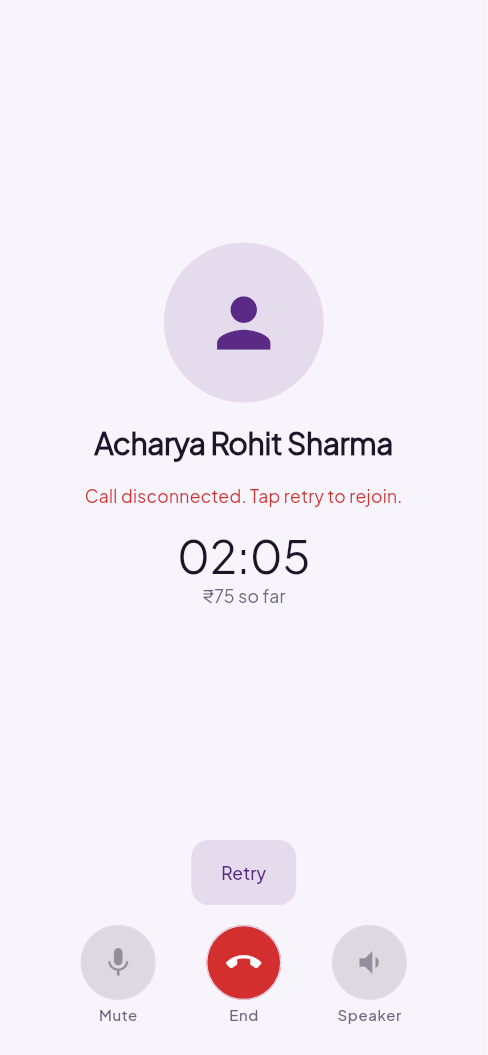 Acharya Rohit Sharma
Call disconnected. Tap retry to rejoin.
02:05
₹75 so far
Retry
Mute
End
Speaker